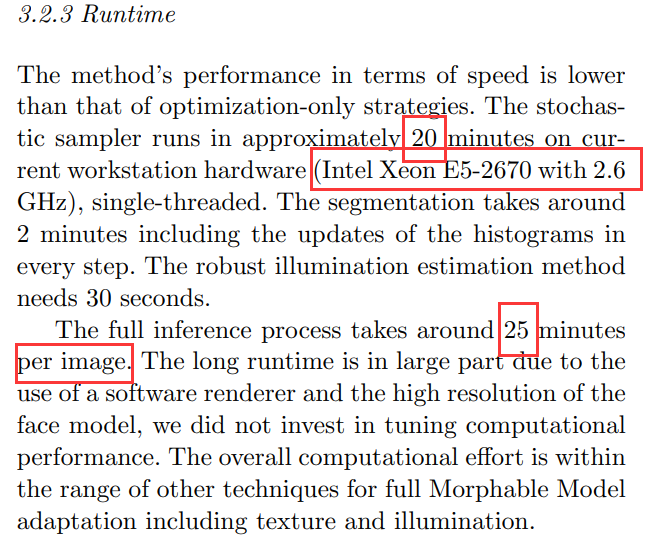 3.2.3 Runtime
The method's performance in terms of speed is lower
than that of optimization-only strategies. The stochas-
tic sampler runs in approximately 20 minutes on cur-
rent workstation hardware (Intel Xeon E5-2670 with 2.6
GHz), single-threaded. The segmentation takes around
2 minutes including the updates of the histograms in
every step. The robust illumination estimation method
needs 30 seconds.
The full inference process takes around 25 minutes
per image. The long runtime is in large part due to the
use of a software renderer and the high resolution of the
face model, we did not invest in tuning computational
performance. The overall computational effort is within
the range of other techniques for full Morphable Model
adaptation including texture and illumination.